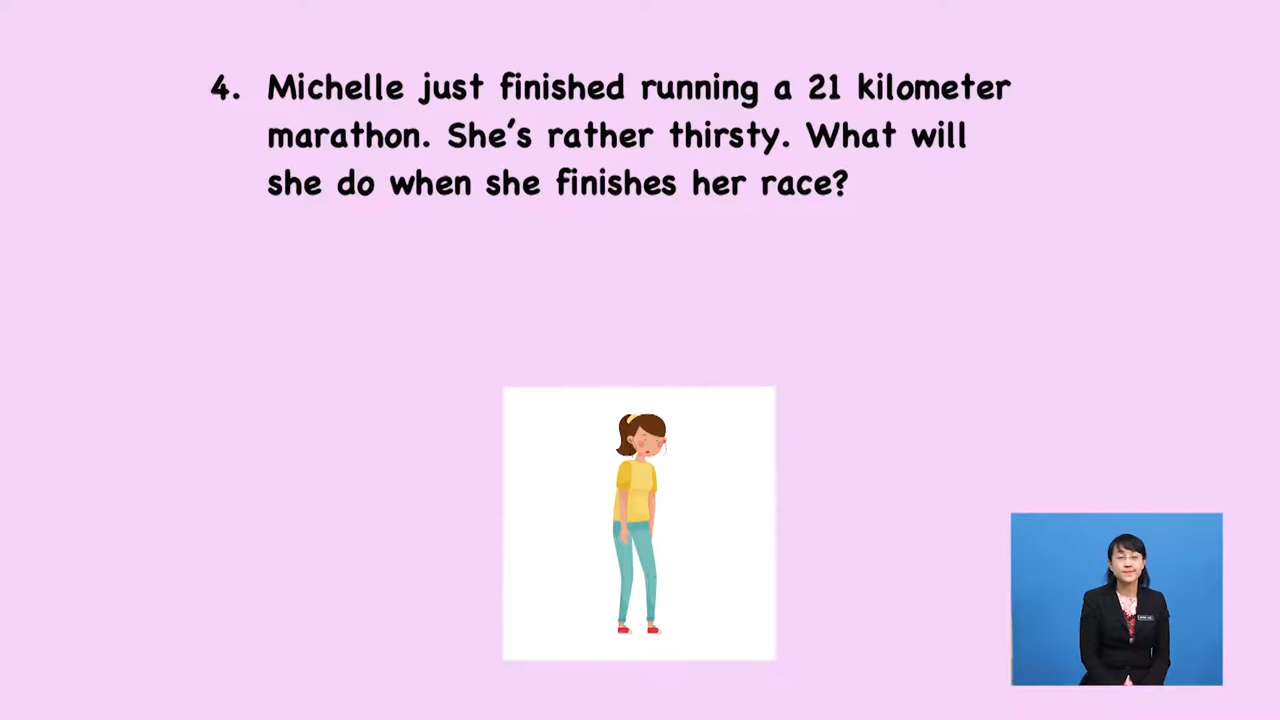 4. Michelle just finished running a 21 kilometer
marathon. She's rather thirsty. What will
she do when she finishes her race?